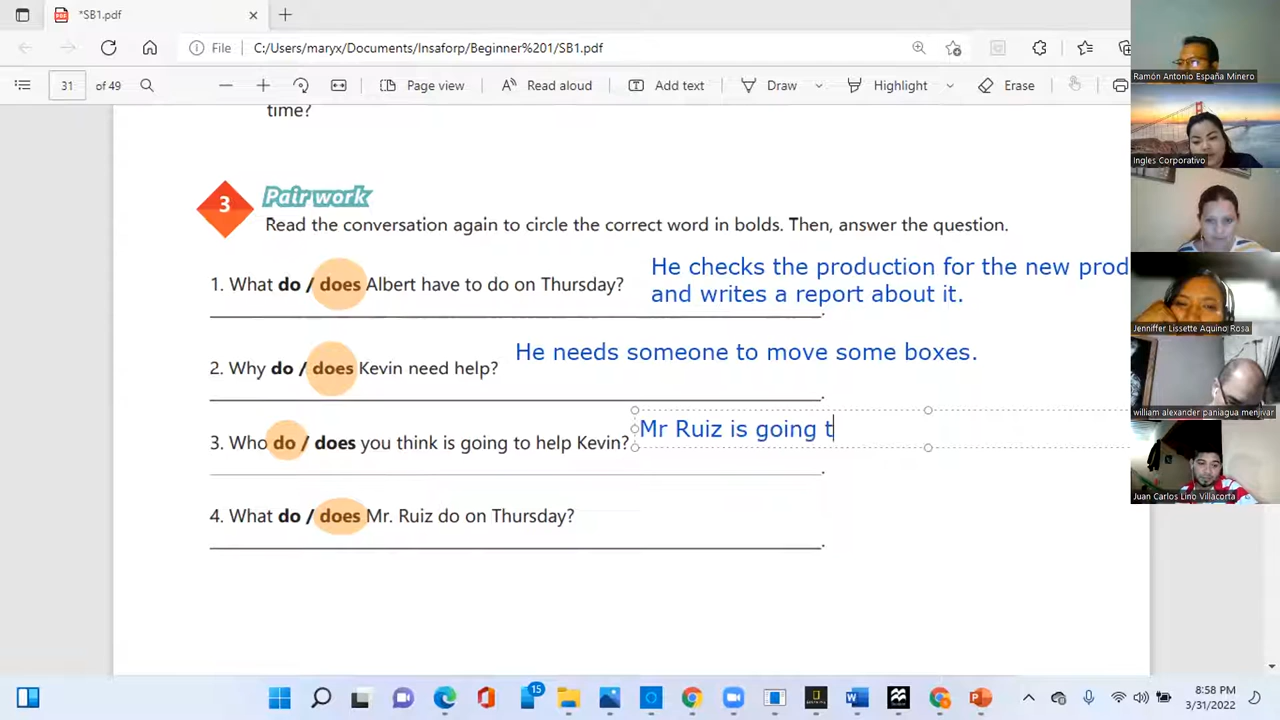 *SB1.pdf
File C:/Users/maryx/Documents/Insaforp/Beginner%201/SB1.pdf
31 of 49
Page view
Read aloud
Add text
Draw
Highlight
Erase
time?
3 Pair work
Read the conversation again to circle the correct word in bolds. Then, answer the question.
1. What do / does Albert have to do on Thursday?
He checks the production for the new prod
and writes a report about it.
2. Why do / does Kevin need help?
He needs someone to move some boxes.
3. Who do / does you think is going to help Kevin?
Mr Ruiz is going t
4. What do / does Mr. Ruiz do on Thursday?
Ramón Antonio España Minero
Ingles Corporativo
Jenniffer Lissette Aquino Rosa
william alexander paniagua menjivar
Juan Carlos Lino Villacorta
15
8:58 PM
3/31/2022